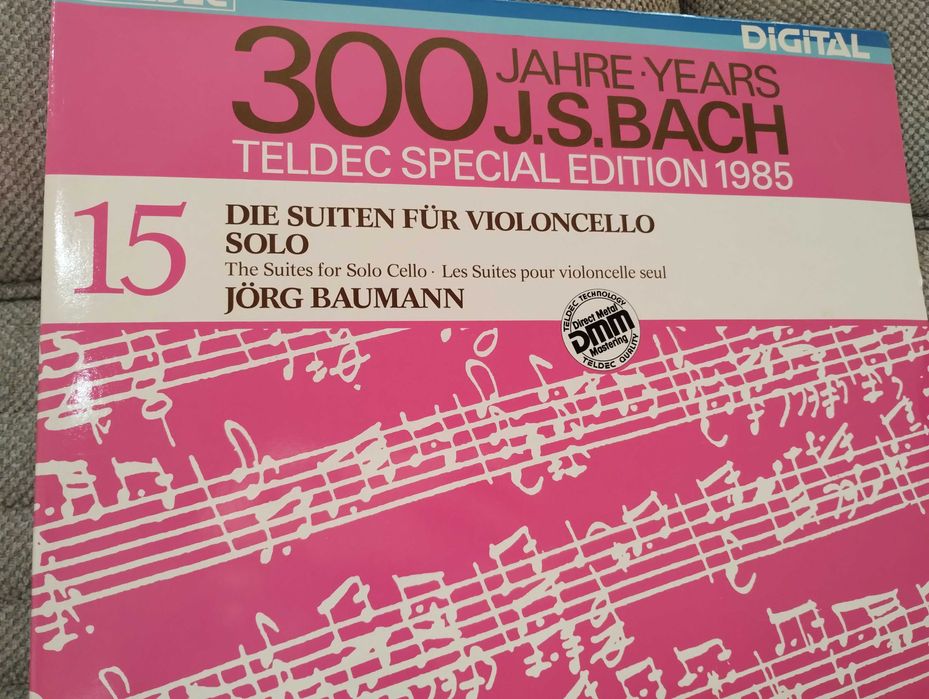 DiGiTAL
300 JAHRE·YEARS
J.S.BACH
TELDEC SPECIAL EDITION 1985
15
DIE SUITEN FÜR VIOLONCELLO
SOLO
The Suites for Solo Cello · Les Suites pour violoncelle seul
JÖRG BAUMANN
TELDEC TECHNOLOGY
Direct Metal
DMM
Mastering
TELDEC QUALITY